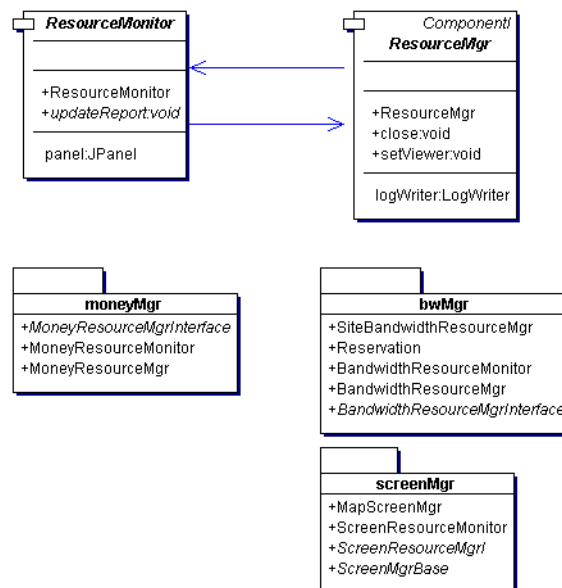 ResourceMonitor
+ResourceMonitor
+updateReport:void
panel:JPanel
ComponentI
ResourceMgr
+ResourceMgr
+close:void
+setViewer:void
logWriter:LogWriter
moneyMgr
+MoneyResourceMgrInterface
+MoneyResourceMonitor
+MoneyResourceMgr
bwMgr
+SiteBandwidthResourceMgr
+Reservation
+BandwidthResourceMonitor
+BandwidthResourceMgr
+BandwidthResourceMgrInterface
screenMgr
+MapScreenMgr
+ScreenResourceMonitor
+ScreenResourceMgrI
+ScreenMgrBase